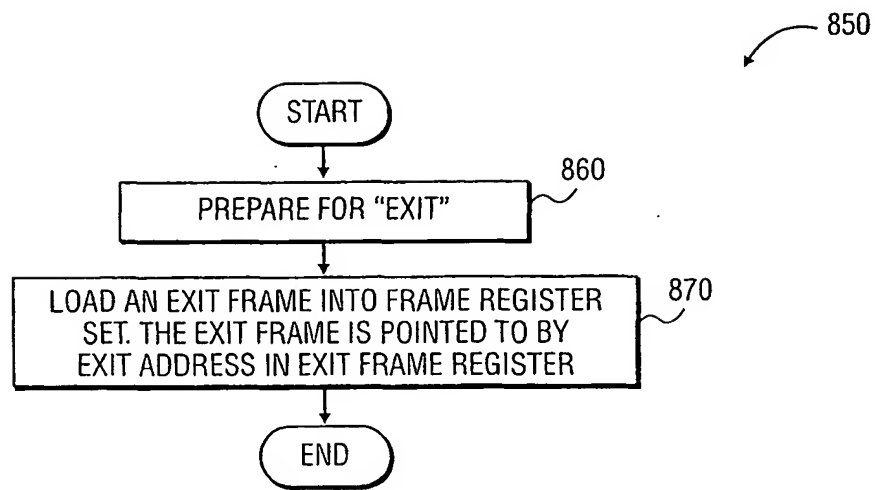 850
START
860
PREPARE FOR “EXIT”
870
LOAD AN EXIT FRAME INTO FRAME REGISTER
SET. THE EXIT FRAME IS POINTED TO BY
EXIT ADDRESS IN EXIT FRAME REGISTER
END